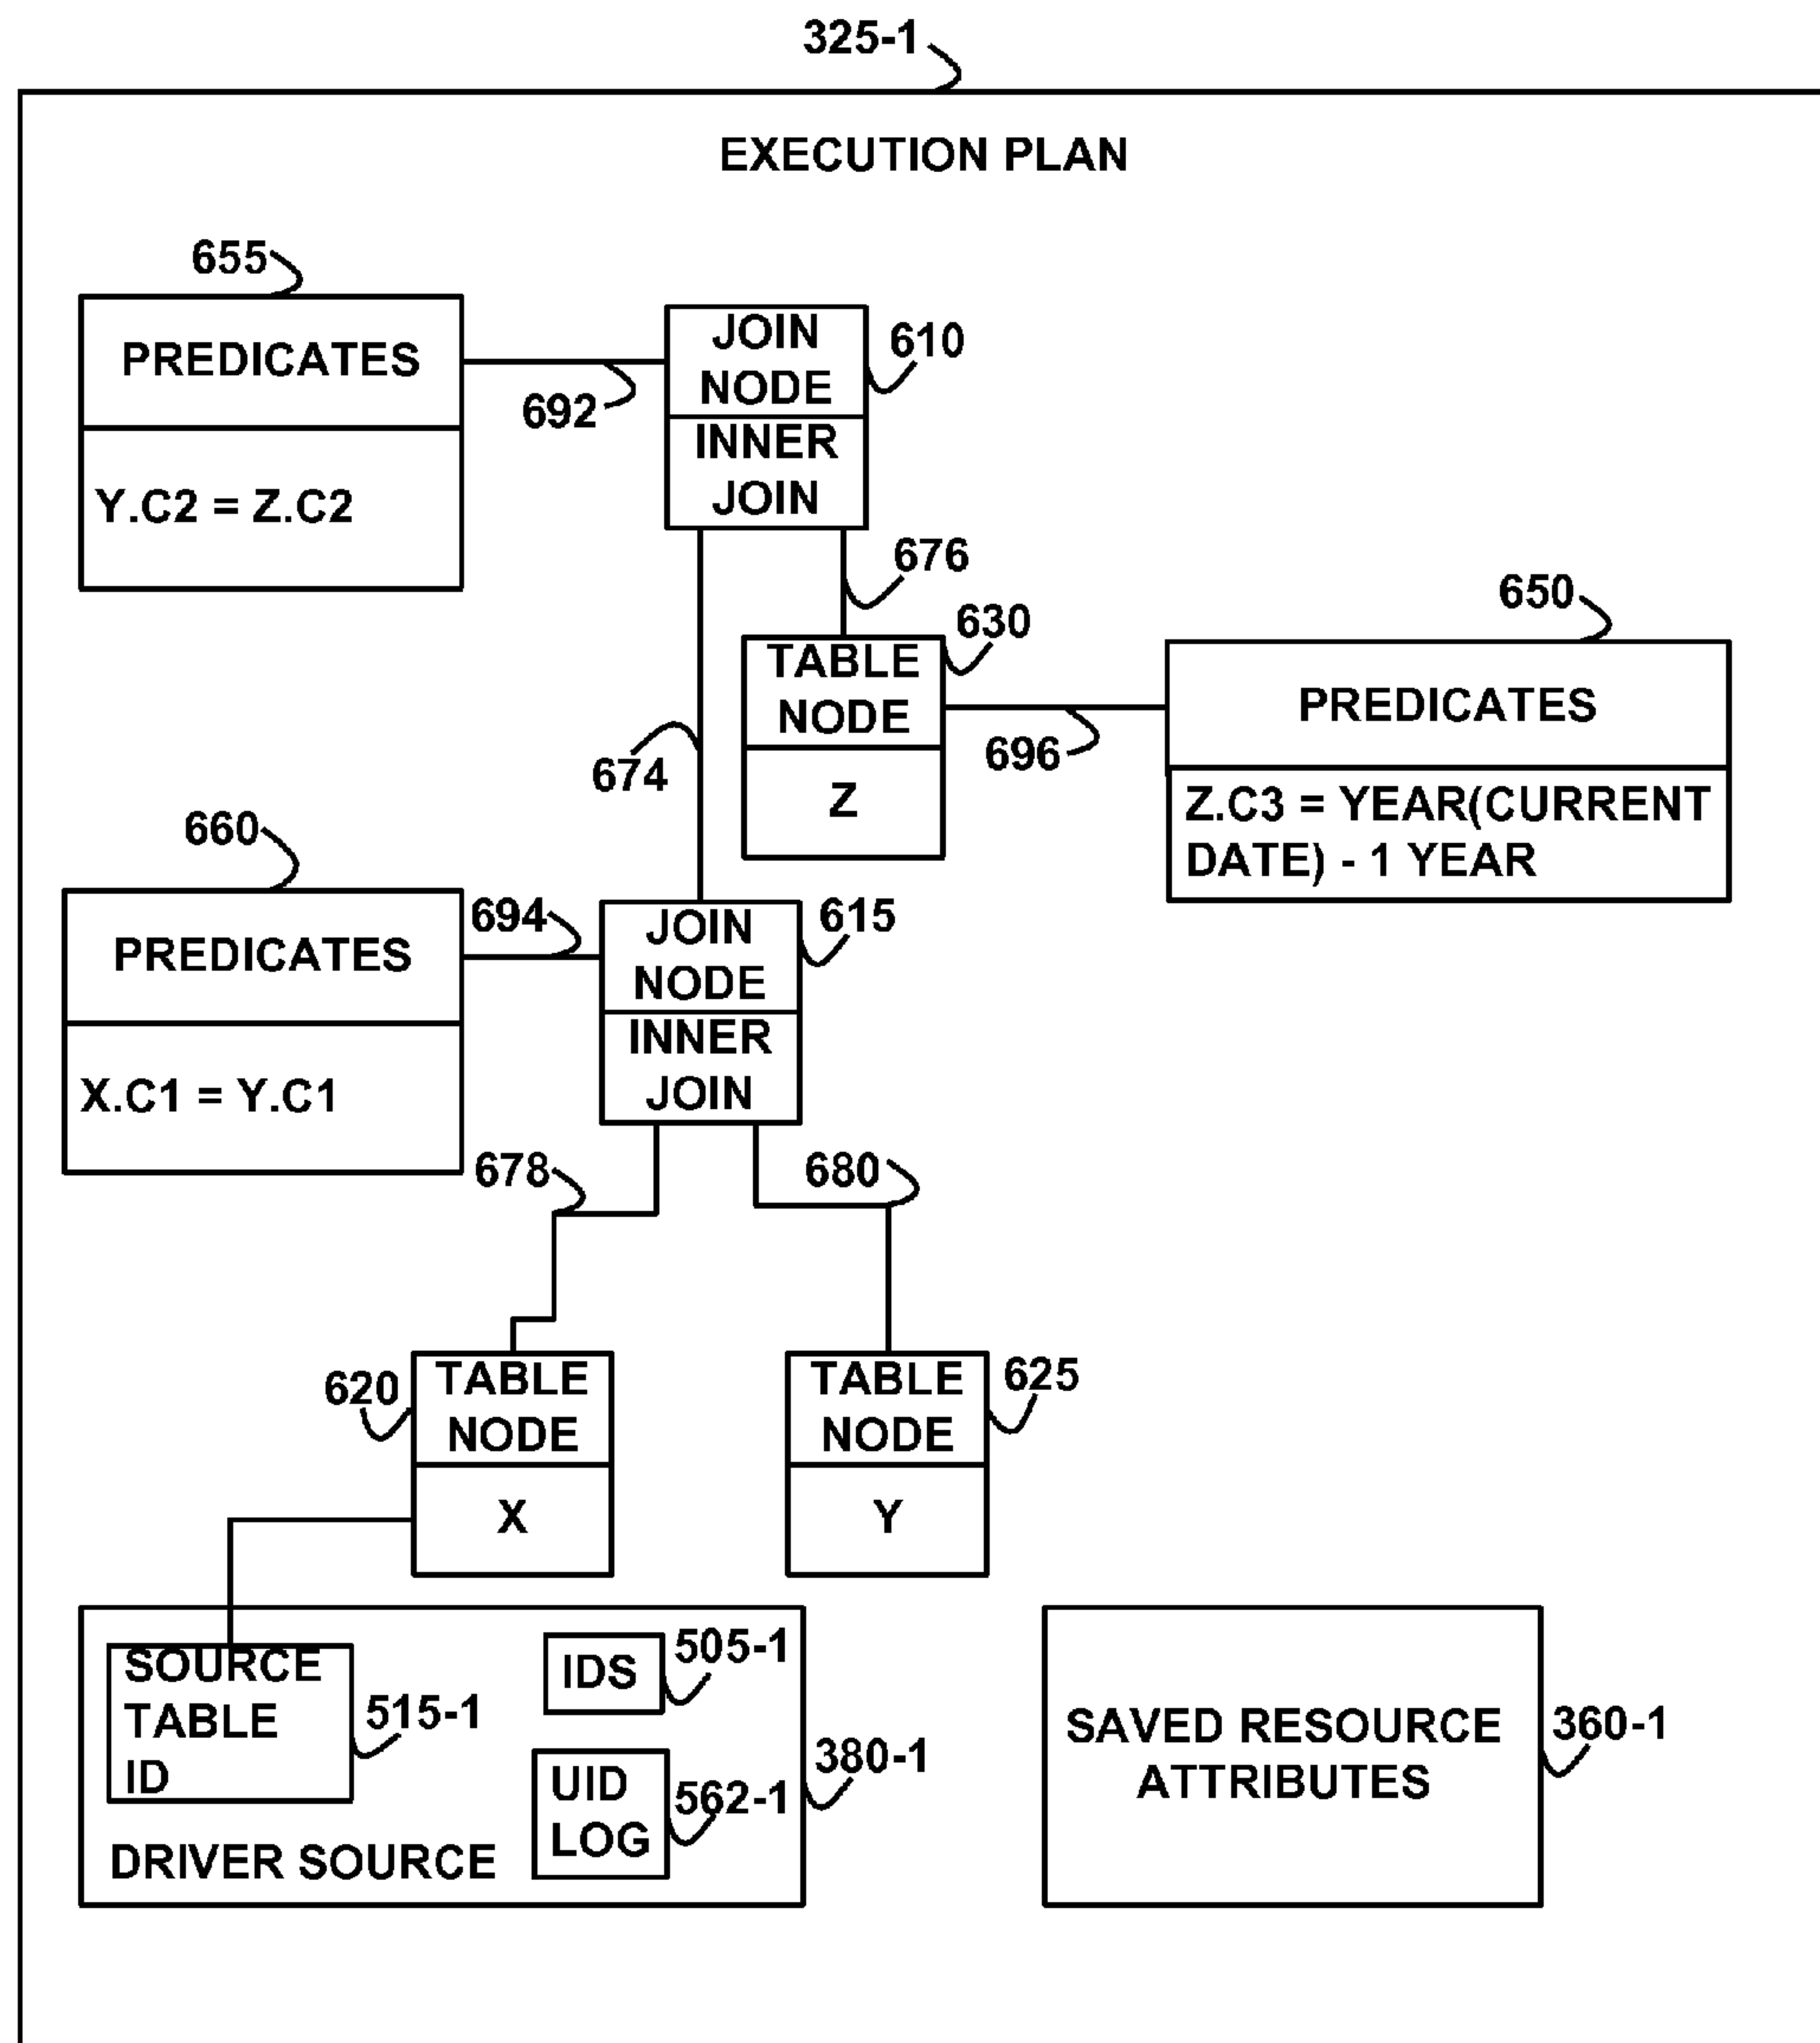 325-1
EXECUTION PLAN
655
PREDICATES
Y.C2 = Z.C2
692
JOIN
NODE
INNER
JOIN
610
676
630
TABLE
NODE
Z
650
PREDICATES
Z.C3 = YEAR(CURRENT
DATE) - 1 YEAR
696
674
660
PREDICATES
X.C1 = Y.C1
694
JOIN
NODE
INNER
JOIN
615
678
680
620
TABLE
NODE
X
TABLE
NODE
Y
625
SOURCE
TABLE
ID
515-1
IDS
505-1
UID
LOG
562-1
DRIVER SOURCE
380-1
SAVED RESOURCE
ATTRIBUTES
360-1